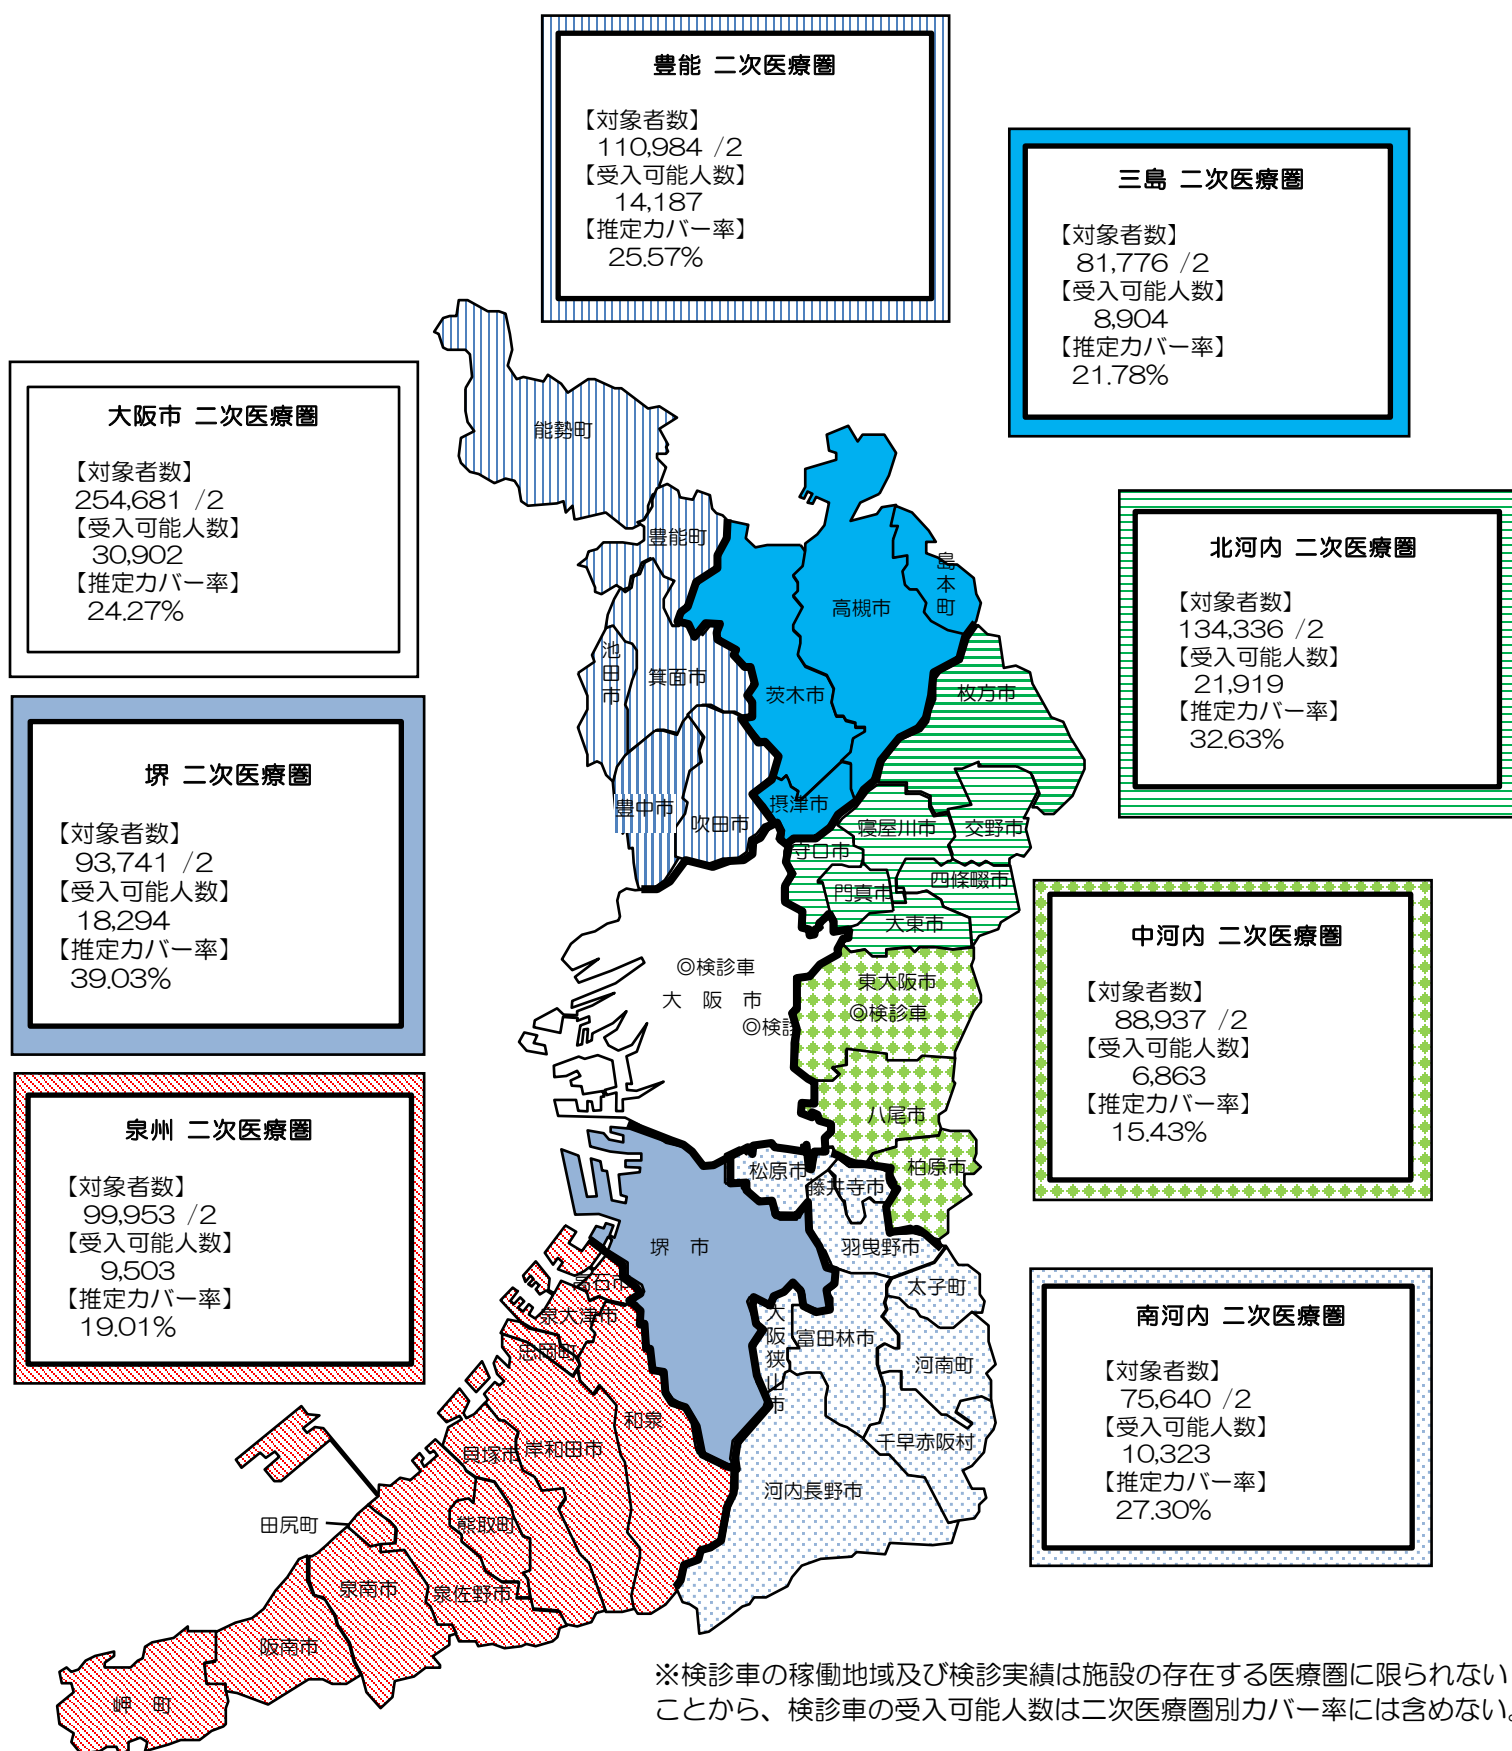 豊能 二次医療圏
【対象者数】
110,984 /2
【受入可能人数】
14,187
【推定カバー率】
25.57%
三島 二次医療圏
【対象者数】
81,776 /2
【受入可能人数】
8,904
【推定カバー率】
21.78%
大阪市 二次医療圏
【対象者数】
254,681 /2
【受入可能人数】
30,902
【推定カバー率】
24.27%
北河内 二次医療圏
【対象者数】
134,336 /2
【受入可能人数】
21,919
【推定カバー率】
32.63%
堺 二次医療圏
【対象者数】
93,741 /2
【受入可能人数】
18,294
【推定カバー率】
39.03%
中河内 二次医療圏
【対象者数】
88,937 /2
【受入可能人数】
6,863
【推定カバー率】
15.43%
泉州 二次医療圏
【対象者数】
99,953 /2
【受入可能人数】
9,503
【推定カバー率】
19.01%
南河内 二次医療圏
【対象者数】
75,640 /2
【受入可能人数】
10,323
【推定カバー率】
27.30%
能勢町
豊能町
島本町
高槻市
池田市
箕面市
茨木市
枚方市
摂津市
豊中市
吹田市
寝屋川市
交野市
守口市
門真市
四條畷市
大東市
◎検診車
大 阪 市
◎検診
東大阪市
◎検診車
八尾市
柏原市
松原市
藤井寺市
羽曳野市
堺 市
太子町
高石市
泉大津市
忠岡町
大阪狭山市
富田林市
河南町
和泉
岸和田市
貝塚市
千早赤阪村
河内長野市
田尻町
熊取町
泉南市
泉佐野市
阪南市
岬 町
※検診車の稼働地域及び検診実績は施設の存在する医療圏に限られない
ことから、検診車の受入可能人数は二次医療圏別カバー率には含めない。